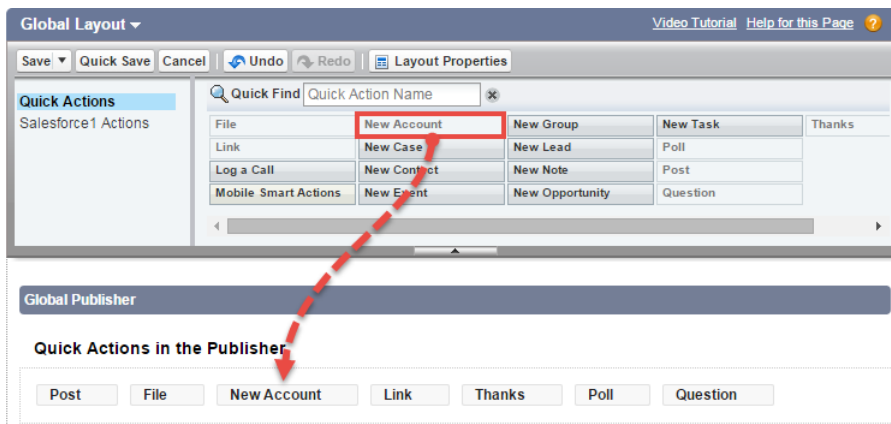 Global Layout Video Tutorial Help for this Page ?
Save Quick Save Cancel Undo Redo Layout Properties
Quick Actions
Salesforce1 Actions
Quick Find Quick Action Name
File New Account New Group New Task Thanks
Link New Case New Lead Poll
Log a Call New Contact New Note Post
Mobile Smart Actions New Event New Opportunity Question
Global Publisher
Quick Actions in the Publisher
Post File New Account Link Thanks Poll Question